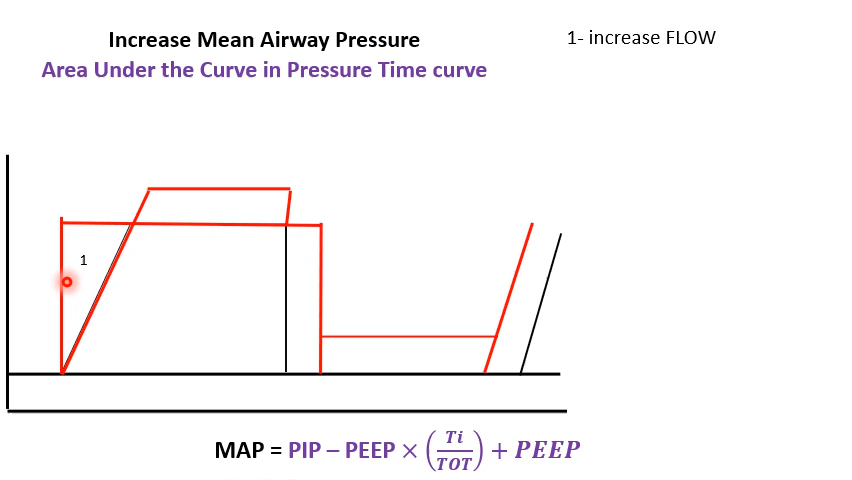 Increase Mean Airway Pressure
Area Under the Curve in Pressure Time curve
1- increase FLOW
1
MAP = PIP – PEEP × (Ti/TOT) + PEEP